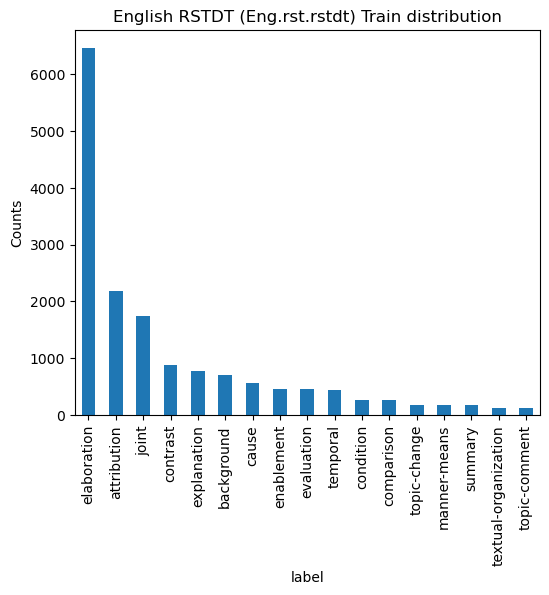 English RSTDT (Eng.rst.rstdt) Train distribution
Counts
6000
5000
4000
3000
2000
1000
0
elaboration
attribution
joint
contrast
explanation
background
cause
enablement
evaluation
temporal
condition
comparison
topic-change
manner-means
summary
textual-organization
topic-comment
label